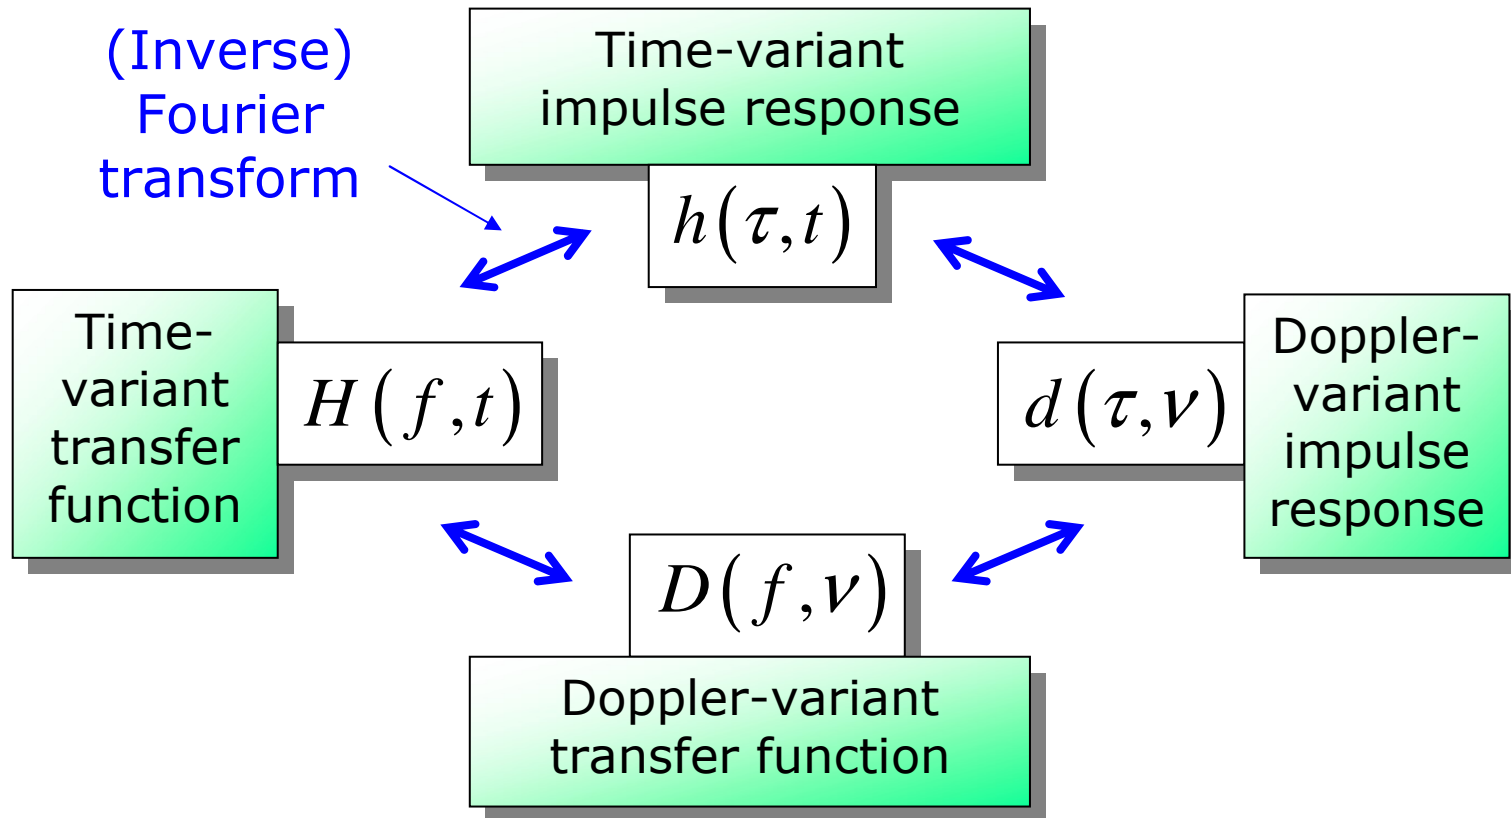 (Inverse)
Fourier
transform
Time-variant
impulse response
h(τ,t)
Time-
variant
transfer
function
H(f,t)
d(τ,ν)
Doppler-
variant
impulse
response
D(f,ν)
Doppler-variant
transfer function